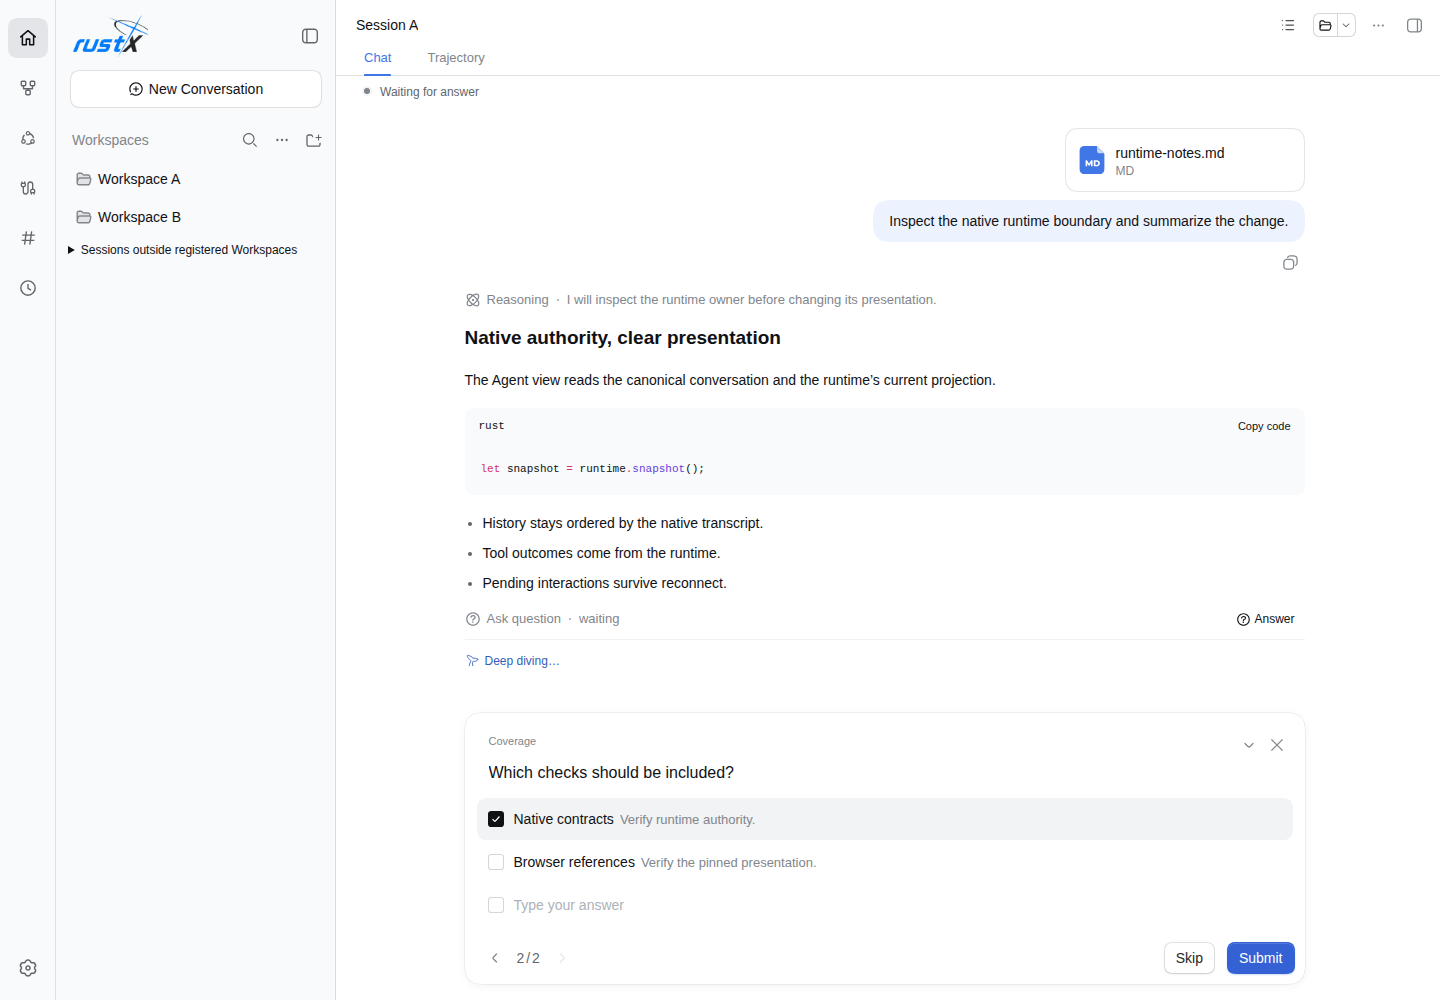 rustX
New Conversation
Workspaces
Workspace A
Workspace B
Sessions outside registered Workspaces
Session A
Chat
Trajectory
Waiting for answer
MD
runtime-notes.md
MD
Inspect the native runtime boundary and summarize the change.
Reasoning · I will inspect the runtime owner before changing its presentation.
Native authority, clear presentation
The Agent view reads the canonical conversation and the runtime’s current projection.
rust
Copy code
let snapshot = runtime.snapshot();
• History stays ordered by the native transcript.
• Tool outcomes come from the runtime.
• Pending interactions survive reconnect.
Ask question · waiting
Answer
Deep diving…
Coverage
Which checks should be included?
Native contracts Verify runtime authority.
Browser references Verify the pinned presentation.
Type your answer
2/2
Skip
Submit